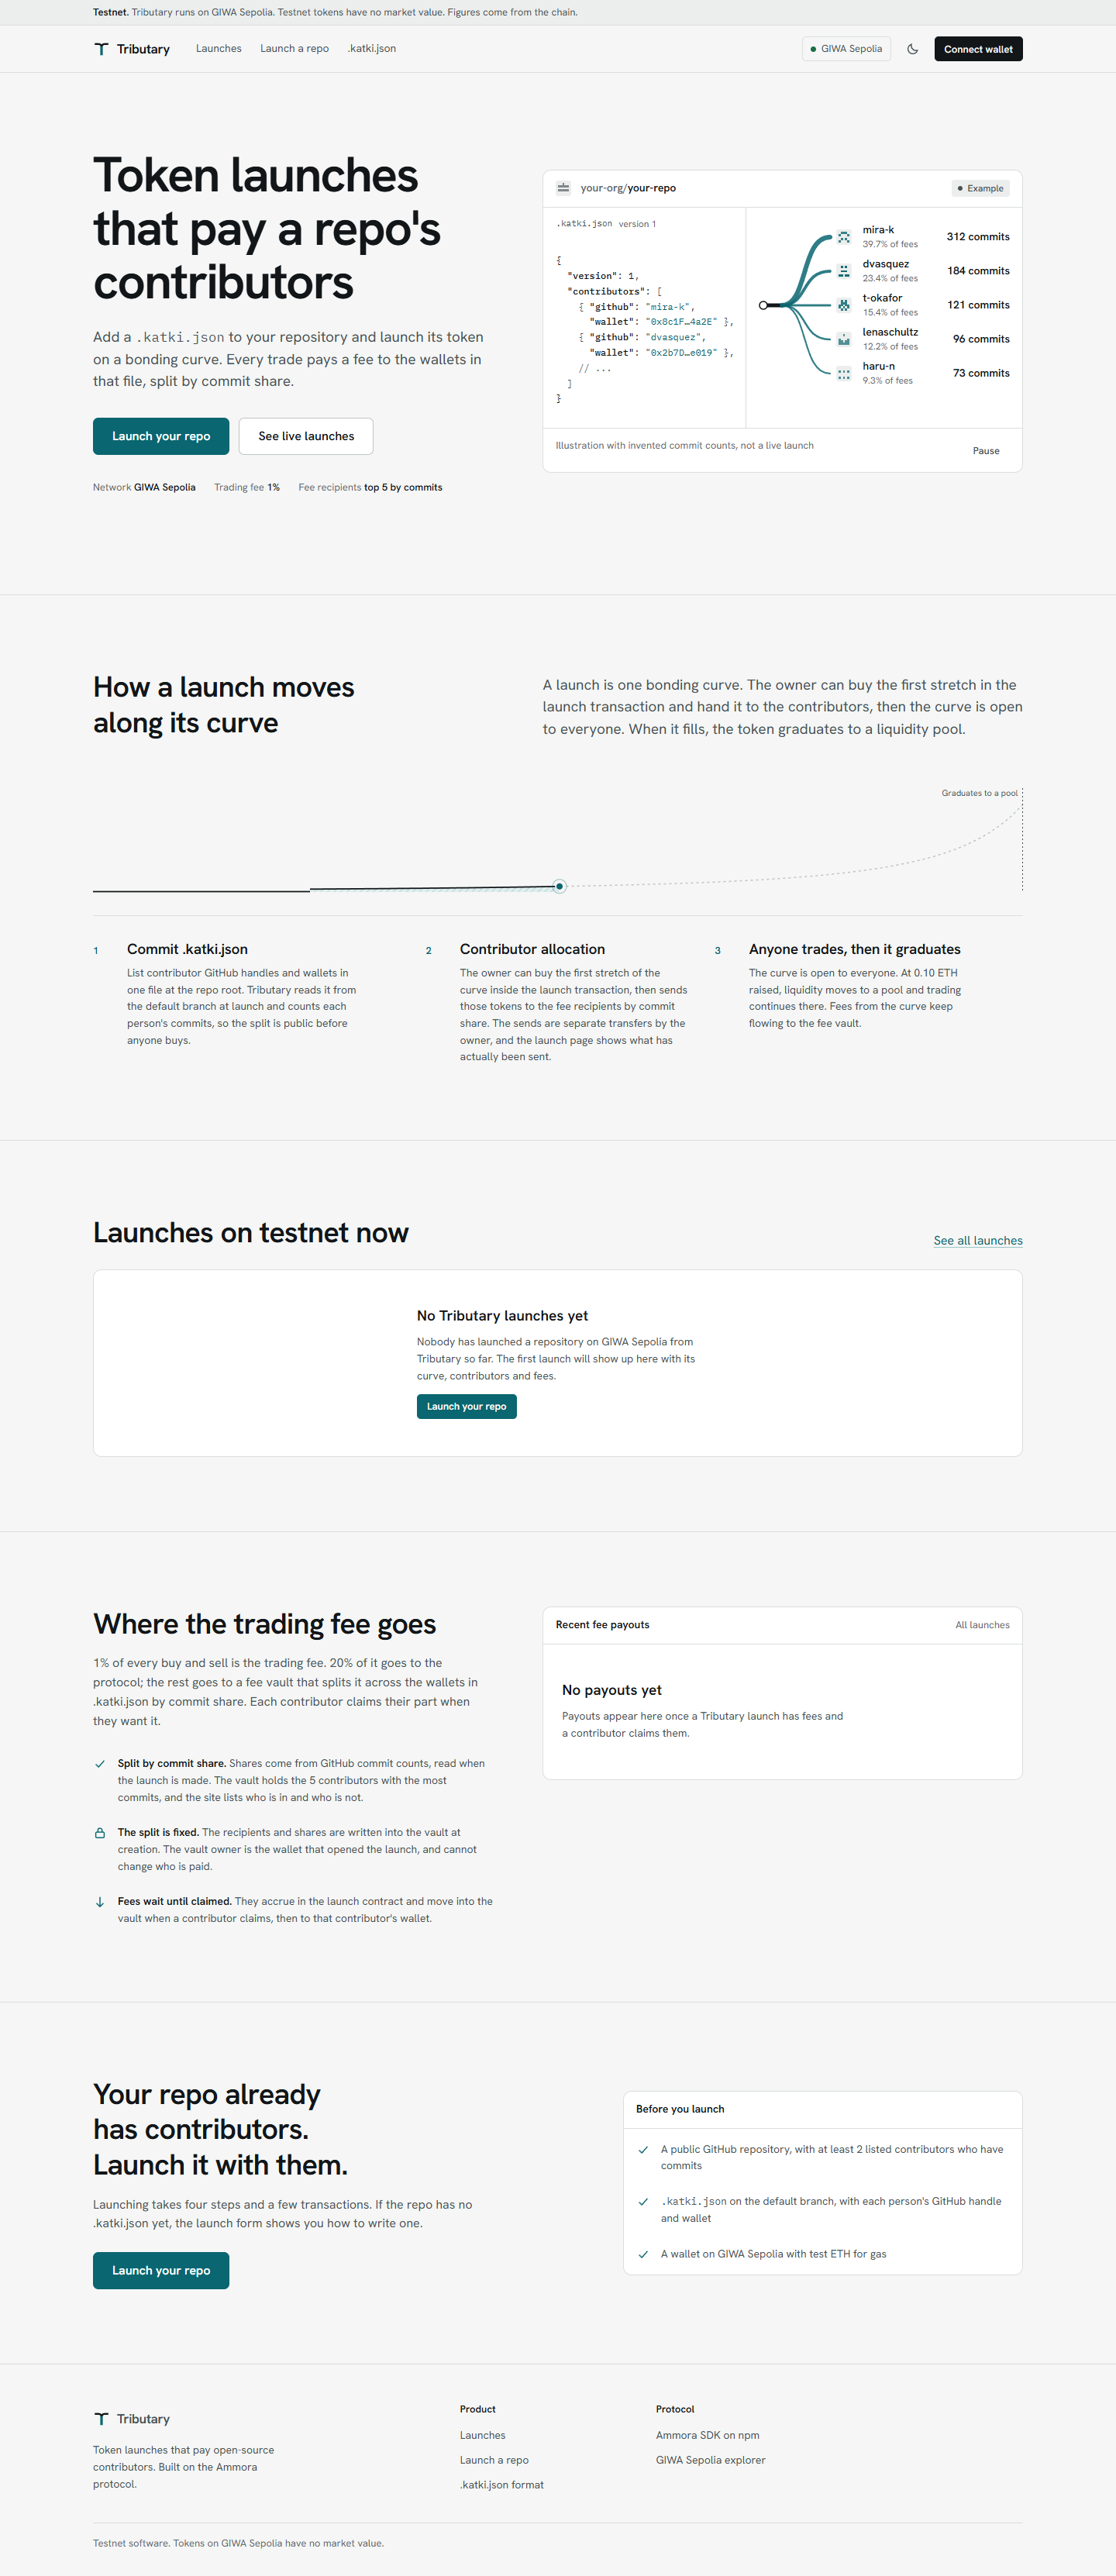 Testnet. Tributary runs on GIWA Sepolia. Testnet tokens have no market value. Figures come from the chain.
Tributary
Launches
Launch a repo
.katki.json
GIWA Sepolia
Connect wallet
Token launches
that pay a repo's
contributors
Add a .katki.json to your repository and launch its token
on a bonding curve. Every trade pays a fee to the wallets in
that file, split by commit share.
Launch your repo
See live launches
Network GIWA Sepolia
Trading fee 1%
Fee recipients top 5 by commits
your-org/your-repo
Example
.katki.json version 1
{
"version": 1,
"contributors": [
{ "github": "mira-k",
"wallet": "0x8c1F…4a2E" },
{ "github": "dvasquez",
"wallet": "0x2b7D…e019" },
// ...
]
}
mira-k
39.7% of fees
312 commits
dvasquez
23.4% of fees
184 commits
t-okafor
15.4% of fees
121 commits
lenaschultz
12.2% of fees
96 commits
haru-n
9.3% of fees
73 commits
Illustration with invented commit counts, not a live launch
Pause
How a launch moves
along its curve
A launch is one bonding curve. The owner can buy the first stretch in the
launch transaction and hand it to the contributors, then the curve is open
to everyone. When it fills, the token graduates to a liquidity pool.
Graduates to a pool
1
Commit .katki.json
List contributor GitHub handles and wallets in
one file at the repo root. Tributary reads it from
the default branch at launch and counts each
person's commits, so the split is public before
anyone buys.
2
Contributor allocation
The owner can buy the first stretch of the
curve inside the launch transaction, then sends
those tokens to the fee recipients by commit
share. The sends are separate transfers by the
owner, and the launch page shows what has
actually been sent.
3
Anyone trades, then it graduates
The curve is open to everyone. At 0.10 ETH
raised, liquidity moves to a pool and trading
continues there. Fees from the curve keep
flowing to the fee vault.
Launches on testnet now
See all launches
No Tributary launches yet
Nobody has launched a repository on GIWA Sepolia from
Tributary so far. The first launch will show up here with its
curve, contributors and fees.
Launch your repo
Where the trading fee goes
1% of every buy and sell is the trading fee. 20% of it goes to the
protocol; the rest goes to a fee vault that splits it across the wallets in
.katki.json by commit share. Each contributor claims their part when
they want it.
Split by commit share. Shares come from GitHub commit counts, read when
the launch is made. The vault holds the 5 contributors with the most
commits, and the site lists who is in and who is not.
The split is fixed. The recipients and shares are written into the vault at
creation. The vault owner is the wallet that opened the launch, and cannot
change who is paid.
Fees wait until claimed. They accrue in the launch contract and move into the
vault when a contributor claims, then to that contributor's wallet.
Recent fee payouts
All launches
No payouts yet
Payouts appear here once a Tributary launch has fees and
a contributor claims them.
Your repo already
has contributors.
Launch it with them.
Launching takes four steps and a few transactions. If the repo has no
.katki.json yet, the launch form shows you how to write one.
Launch your repo
Before you launch
A public GitHub repository, with at least 2 listed contributors who have
commits
.katki.json on the default branch, with each person's GitHub handle
and wallet
A wallet on GIWA Sepolia with test ETH for gas
Tributary
Token launches that pay open-source
contributors. Built on the Ammora
protocol.
Product
Launches
Launch a repo
.katki.json format
Protocol
Ammora SDK on npm
GIWA Sepolia explorer
Testnet software. Tokens on GIWA Sepolia have no market value.